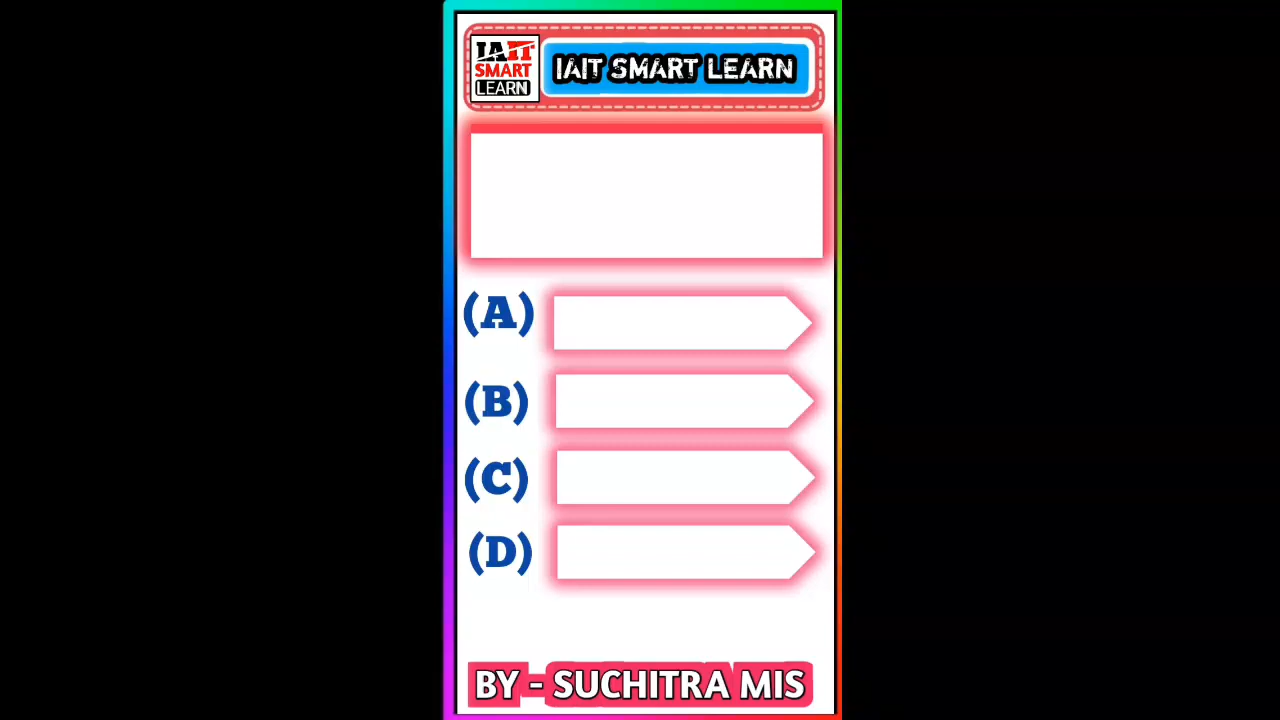 IAIT
SMART
LEARN
IAIT SMART LEARN
(A)
(B)
(C)
(D)
BY - SUCHITRA MIS